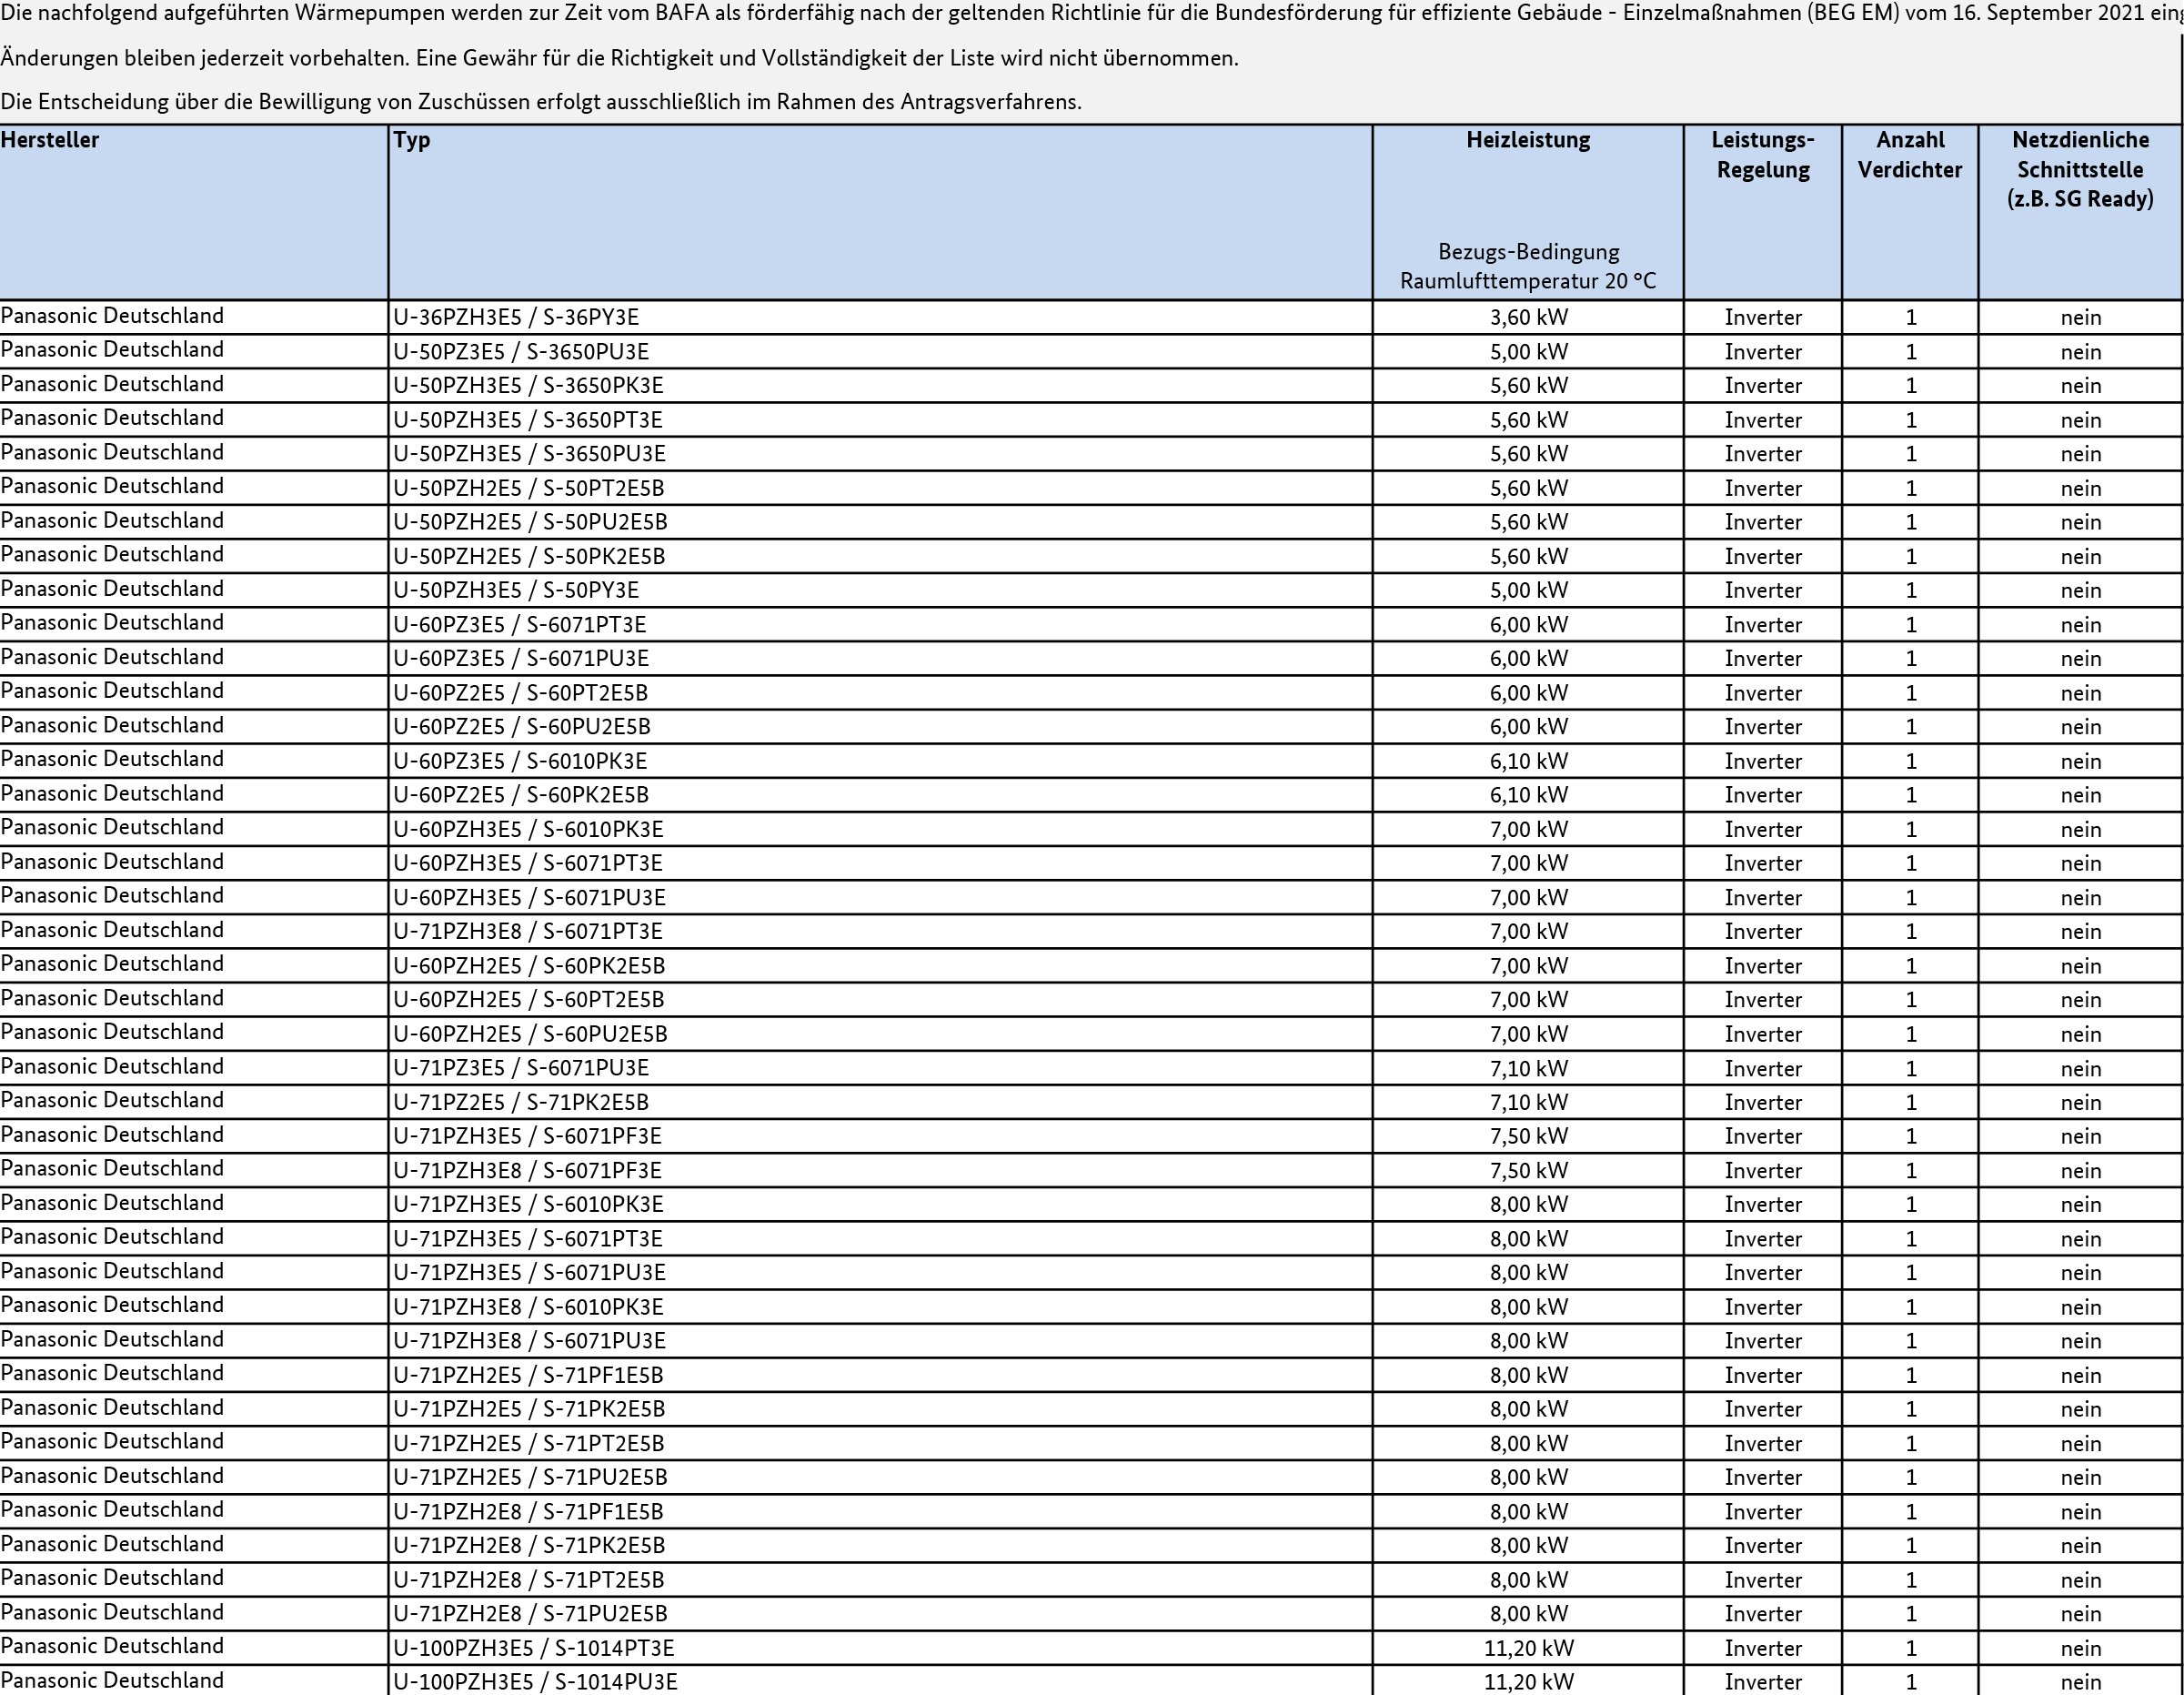 Die nachfolgend aufgeführten Wärmepumpen werden zur Zeit vom BAFA als förderfähig nach der geltenden Richtlinie für die Bundesförderung für effiziente Gebäude - Einzelmaßnahmen (BEG EM) vom 16. September 2021
Änderungen bleiben jederzeit vorbehalten. Eine Gewähr für die Richtigkeit und Vollständigkeit der Liste wird nicht übernommen.
Die Entscheidung über die Bewilligung von Zuschüssen erfolgt ausschließlich im Rahmen des Antragsverfahrens.
Hersteller Typ Heizleistung Leistungs- Anzahl Netzdienliche
Regelung Verdichter Schnittstelle
(z.B. SG Ready)
Bezugs-Bedingung
Raumlufttemperatur 20 °C
Panasonic Deutschland U-36PZH3E5 / S-36PY3E 3,60 kW Inverter 1 nein
Panasonic Deutschland U-50PZ3E5 / S-3650PU3E 5,00 kW Inverter 1 nein
Panasonic Deutschland U-50PZH3E5 / S-3650PK3E 5,60 kW Inverter 1 nein
Panasonic Deutschland U-50PZH3E5 / S-3650PT3E 5,60 kW Inverter 1 nein
Panasonic Deutschland U-50PZH3E5 / S-3650PU3E 5,60 kW Inverter 1 nein
Panasonic Deutschland U-50PZH2E5 / S-50PT2E5B 5,60 kW Inverter 1 nein
Panasonic Deutschland U-50PZH2E5 / S-50PU2E5B 5,60 kW Inverter 1 nein
Panasonic Deutschland U-50PZH2E5 / S-50PK2E5B 5,60 kW Inverter 1 nein
Panasonic Deutschland U-50PZH3E5 / S-50PY3E 5,00 kW Inverter 1 nein
Panasonic Deutschland U-60PZ3E5 / S-6071PT3E 6,00 kW Inverter 1 nein
Panasonic Deutschland U-60PZ3E5 / S-6071PU3E 6,00 kW Inverter 1 nein
Panasonic Deutschland U-60PZ2E5 / S-60PT2E5B 6,00 kW Inverter 1 nein
Panasonic Deutschland U-60PZ2E5 / S-60PU2E5B 6,00 kW Inverter 1 nein
Panasonic Deutschland U-60PZ3E5 / S-6010PK3E 6,10 kW Inverter 1 nein
Panasonic Deutschland U-60PZ2E5 / S-60PK2E5B 6,10 kW Inverter 1 nein
Panasonic Deutschland U-60PZH3E5 / S-6010PK3E 7,00 kW Inverter 1 nein
Panasonic Deutschland U-60PZH3E5 / S-6071PT3E 7,00 kW Inverter 1 nein
Panasonic Deutschland U-60PZH3E5 / S-6071PU3E 7,00 kW Inverter 1 nein
Panasonic Deutschland U-71PZH3E8 / S-6071PT3E 7,00 kW Inverter 1 nein
Panasonic Deutschland U-60PZH2E5 / S-60PK2E5B 7,00 kW Inverter 1 nein
Panasonic Deutschland U-60PZH2E5 / S-60PT2E5B 7,00 kW Inverter 1 nein
Panasonic Deutschland U-60PZH2E5 / S-60PU2E5B 7,00 kW Inverter 1 nein
Panasonic Deutschland U-71PZ3E5 / S-6071PU3E 7,10 kW Inverter 1 nein
Panasonic Deutschland U-71PZ2E5 / S-71PK2E5B 7,10 kW Inverter 1 nein
Panasonic Deutschland U-71PZH3E5 / S-6071PF3E 7,50 kW Inverter 1 nein
Panasonic Deutschland U-71PZH3E8 / S-6071PF3E 7,50 kW Inverter 1 nein
Panasonic Deutschland U-71PZH3E5 / S-6010PK3E 8,00 kW Inverter 1 nein
Panasonic Deutschland U-71PZH3E5 / S-6071PT3E 8,00 kW Inverter 1 nein
Panasonic Deutschland U-71PZH3E5 / S-6071PU3E 8,00 kW Inverter 1 nein
Panasonic Deutschland U-71PZH3E8 / S-6010PK3E 8,00 kW Inverter 1 nein
Panasonic Deutschland U-71PZH3E8 / S-6071PU3E 8,00 kW Inverter 1 nein
Panasonic Deutschland U-71PZH2E5 / S-71PF1E5B 8,00 kW Inverter 1 nein
Panasonic Deutschland U-71PZH2E5 / S-71PK2E5B 8,00 kW Inverter 1 nein
Panasonic Deutschland U-71PZH2E5 / S-71PT2E5B 8,00 kW Inverter 1 nein
Panasonic Deutschland U-71PZH2E5 / S-71PU2E5B 8,00 kW Inverter 1 nein
Panasonic Deutschland U-71PZH2E8 / S-71PF1E5B 8,00 kW Inverter 1 nein
Panasonic Deutschland U-71PZH2E8 / S-71PK2E5B 8,00 kW Inverter 1 nein
Panasonic Deutschland U-71PZH2E8 / S-71PT2E5B 8,00 kW Inverter 1 nein
Panasonic Deutschland U-71PZH2E8 / S-71PU2E5B 8,00 kW Inverter 1 nein
Panasonic Deutschland U-100PZH3E5 / S-1014PT3E 11,20 kW Inverter 1 nein
Panasonic Deutschland U-100PZH3E5 / S-1014PU3E 11,20 kW Inverter 1 nein